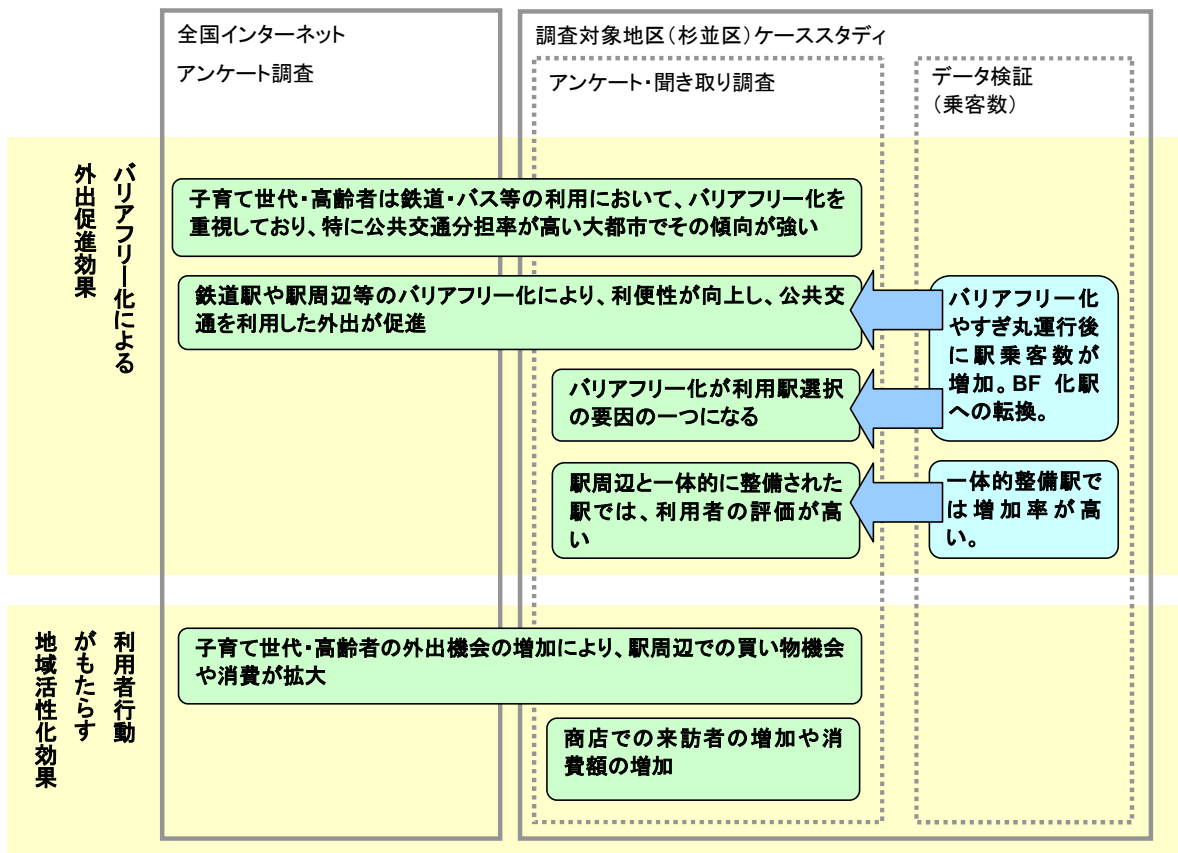 全国インターネット
アンケート調査
調査対象地区（杉並区）ケーススタディ
アンケート・聞き取り調査
データ検証
（乗客数）
バリアフリー化による
外出促進効果
子育て世代・高齢者は鉄道・バス等の利用において、バリアフリー化を
重視しており、特に公共交通分担率が高い大都市でその傾向が強い
鉄道駅や駅周辺等のバリアフリー化により、利便性が向上し、公共交
通を利用した外出が促進
バリアフリー化
やすぎ丸運行後
に駅乗客数が
増加。BF 化駅
への転換。
バリアフリー化が利用駅選択
の要因の一つになる
駅周辺と一体的に整備された
駅では、利用者の評価が高
い
一体的整備駅で
は増加率が高
い。
利用者行動
がもたらす
地域活性化効果
子育て世代・高齢者の外出機会の増加により、駅周辺での買い物機会
や消費が拡大
商店での来訪者の増加や消
費額の増加